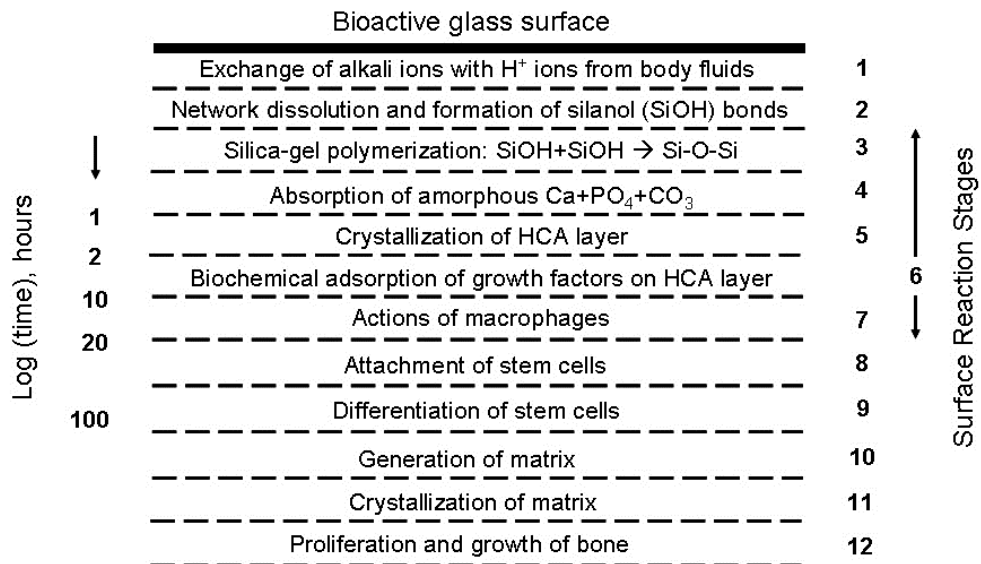 Bioactive glass surface
Exchange of alkali ions with H⁺ ions from body fluids 1
Network dissolution and formation of silanol (SiOH) bonds 2
Silica-gel polymerization: SiOH+SiOH → Si-O-Si 3
Absorption of amorphous Ca+PO₄+CO₃ 4
1
Crystallization of HCA layer 5
2
Biochemical adsorption of growth factors on HCA layer 6
10
Actions of macrophages 7
20
Attachment of stem cells 8
Differentiation of stem cells 9
100
Generation of matrix 10
Crystallization of matrix 11
Proliferation and growth of bone 12
Log (time), hours
Surface Reaction Stages